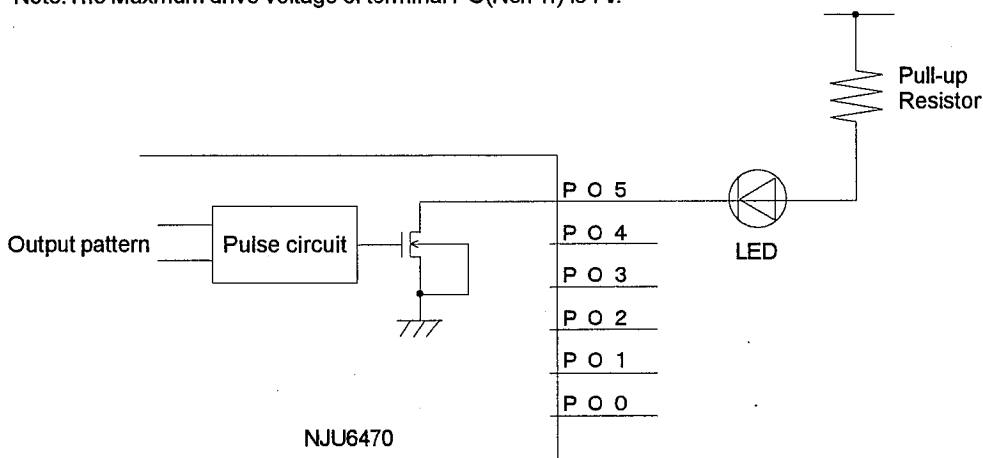 Pull-up
Resistor
P O 5
P O 4
Output pattern
Pulse circuit
LED
P O 3
P O 2
P O 1
P O 0
NJU6470